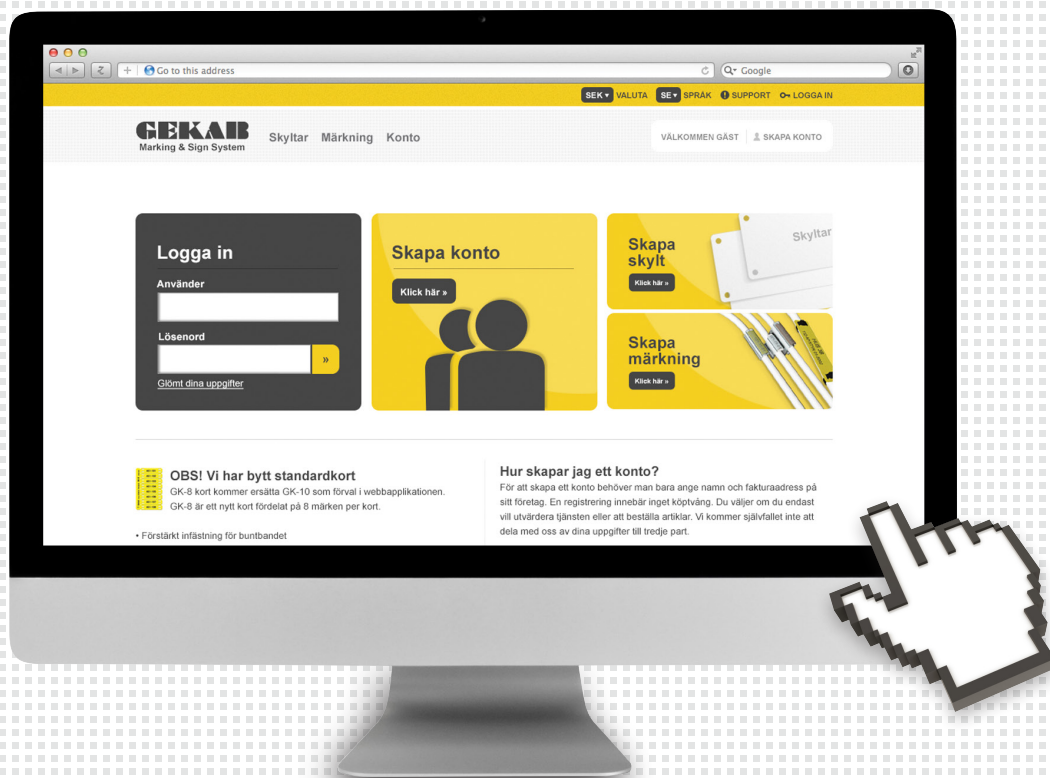 Go to this address
Google
SEK VALUTA SE SPRÅK SUPPORT LOGGA IN
GEKAB
Marking & Sign System
Skyltar Märkning Konto
VÄLKOMMEN GÄST SKAPA KONTO
Logga in
Använder
Lösenord
»
Glömt dina uppgifter
Skapa konto
Klick här »
Skapa
skylt
Klick här »
Skyltar
Skapa
märkning
Klick här »
OBS! Vi har bytt standardkort
GK-8 kort kommer ersätta GK-10 som förval i webbapplikationen.
GK-8 är ett nytt kort fördelat på 8 märken per kort.
• Förstärkt infästning för buntbandet
Hur skapar jag ett konto?
För att skapa ett konto behöver man bara ange namn och fakturaadress på
sitt företag. En registrering innebär inget köptvång. Du väljer om du endast
vill utvärdera tjänsten eller att beställa artiklar. Vi kommer självfallet inte att
dela med oss av dina uppgifter till tredje part.